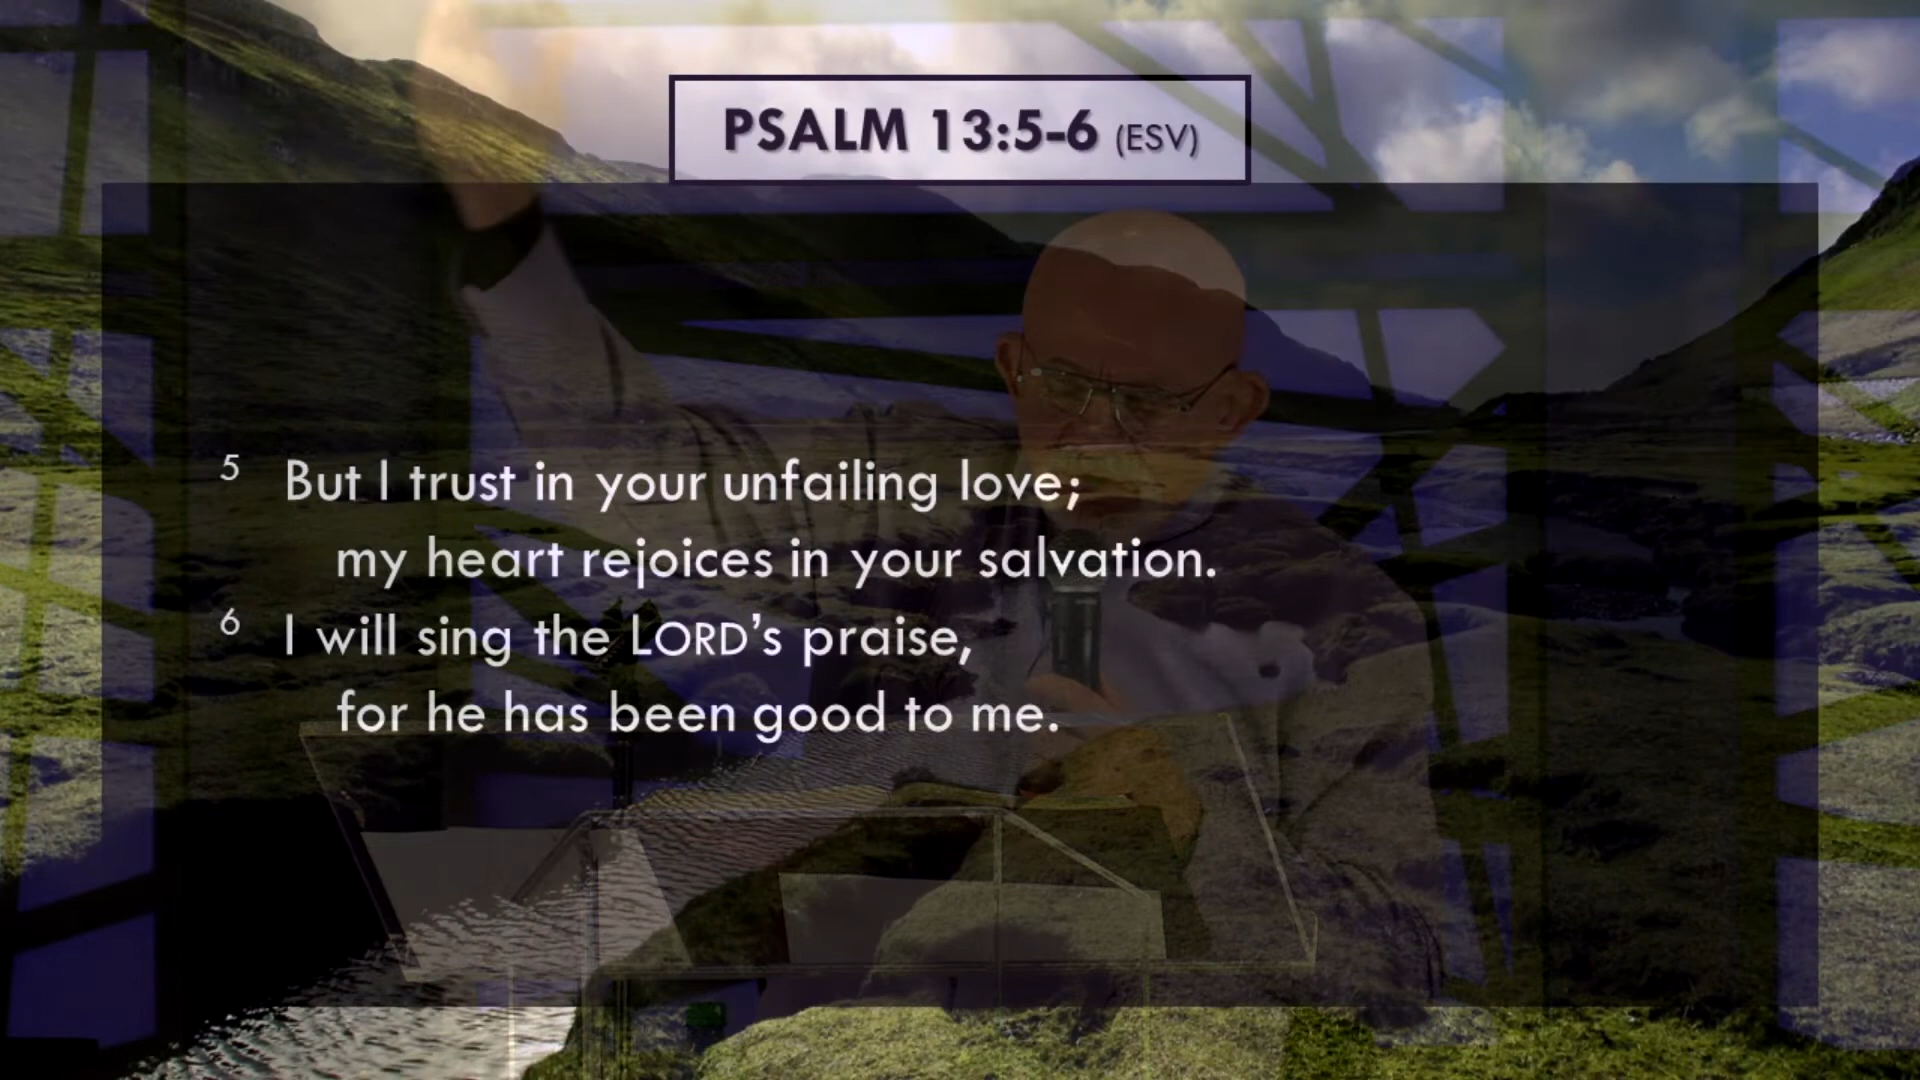 PSALM 13:5-6 (ESV)
5 But I trust in your unfailing love;
my heart rejoices in your salvation.
6 I will sing the LORD’s praise,
for he has been good to me.